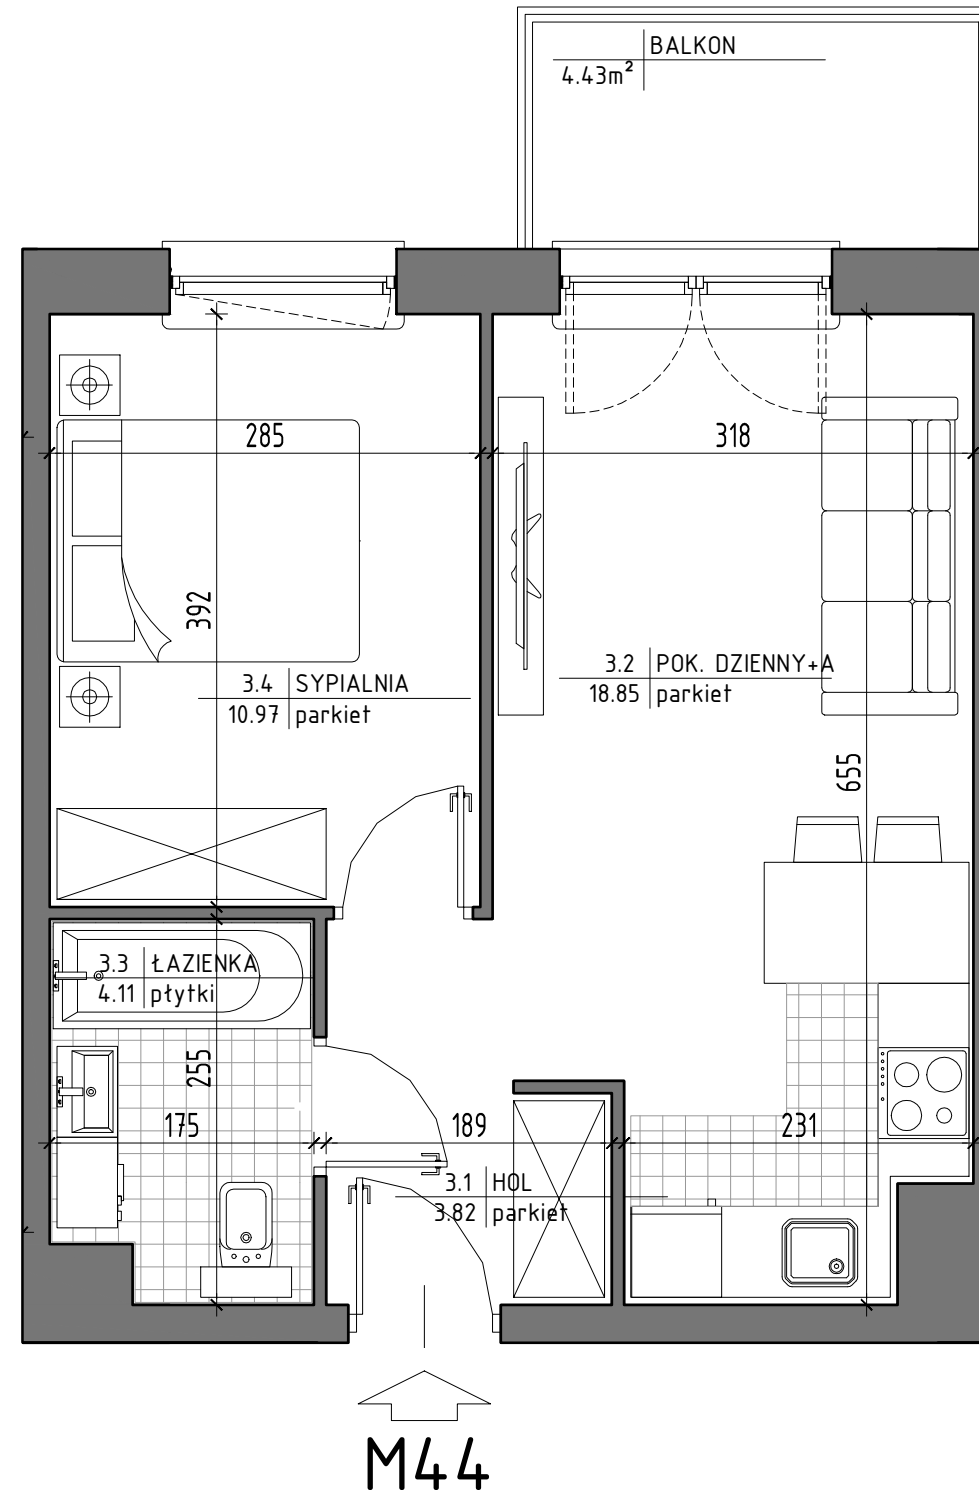 BALKON
4.43m²
285
318
392
3.4 SYPIALNIA
10.97 parkiet
3.2 POK. DZIENNY+A
18.85 parkiet
655
3.3 ŁAZIENKA
4.11 płytki
255
175
189
231
3.1 HOL
3.82 parkiet
M44